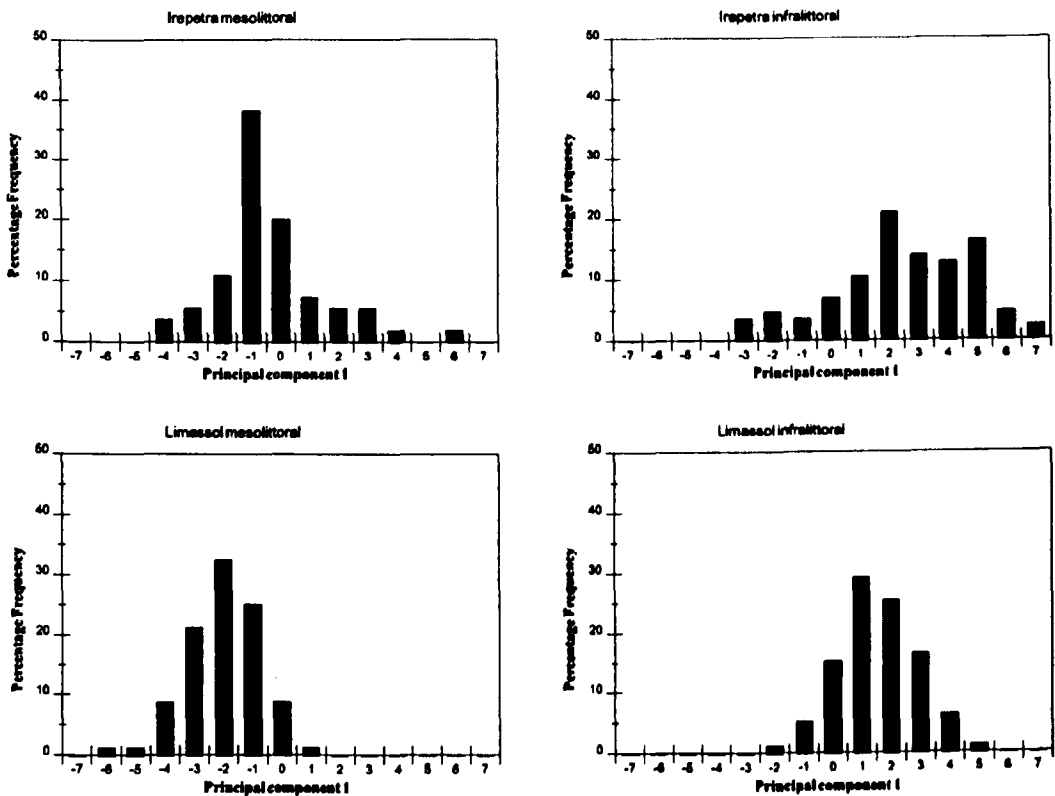 Irapetra mesolittoral
50
40
30
20
10
0
Percentage Frequency
-7 -6 -5 -4 -3 -2 -1 0 1 2 3 4 5 6 7
Principal component 1
Irapetra infralittoral
50
40
30
20
10
0
Percentage Frequency
-7 -6 -5 -4 -3 -2 -1 0 1 2 3 4 5 6 7
Principal component 1
Limassol mesolittoral
50
40
30
20
10
0
Percentage Frequency
-7 -6 -5 -4 -3 -2 -1 0 1 2 3 4 5 6 7
Principal component 1
Limassol infralittoral
50
40
30
20
10
0
Percentage Frequency
-7 -6 -5 -4 -3 -2 -1 0 1 2 3 4 5 6 7
Principal component 1